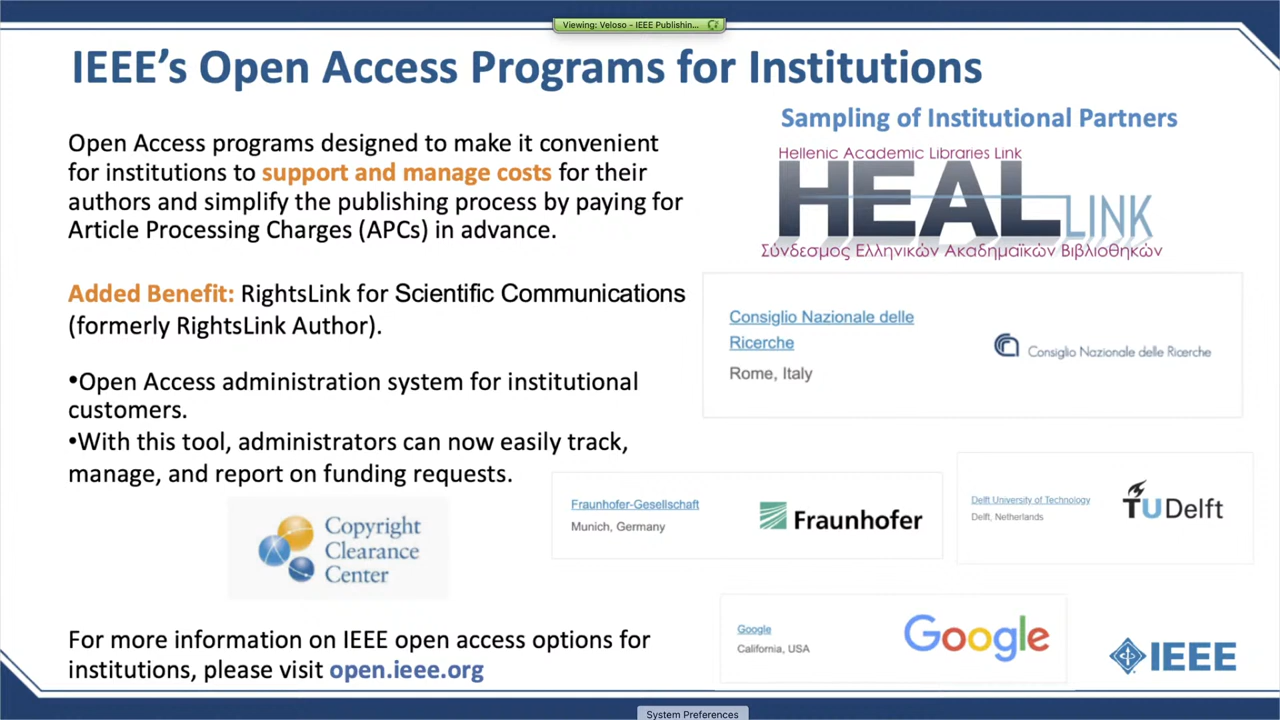 Viewing: Veloso - IEEE Publishin...
IEEE's Open Access Programs for Institutions
Open Access programs designed to make it convenient
for institutions to support and manage costs for their
authors and simplify the publishing process by paying for
Article Processing Charges (APCs) in advance.
Added Benefit: RightsLink for Scientific Communications
(formerly RightsLink Author).
•Open Access administration system for institutional
customers.
•With this tool, administrators can now easily track,
manage, and report on funding requests.
Copyright
Clearance
Center
For more information on IEEE open access options for
institutions, please visit open.ieee.org
Sampling of Institutional Partners
Hellenic Academic Libraries Link
HEAL LINK
Σύνδεσμος Ελληνικών Ακαδημαϊκών Βιβλιοθηκών
Consiglio Nazionale delle
Ricerche
Rome, Italy
Consiglio Nazionale delle Ricerche
Fraunhofer-Gesellschaft
Munich, Germany
Fraunhofer
Delft University of Technology
Delft, Netherlands
TUDelft
Google
California, USA
Google
IEEE
System Preferences